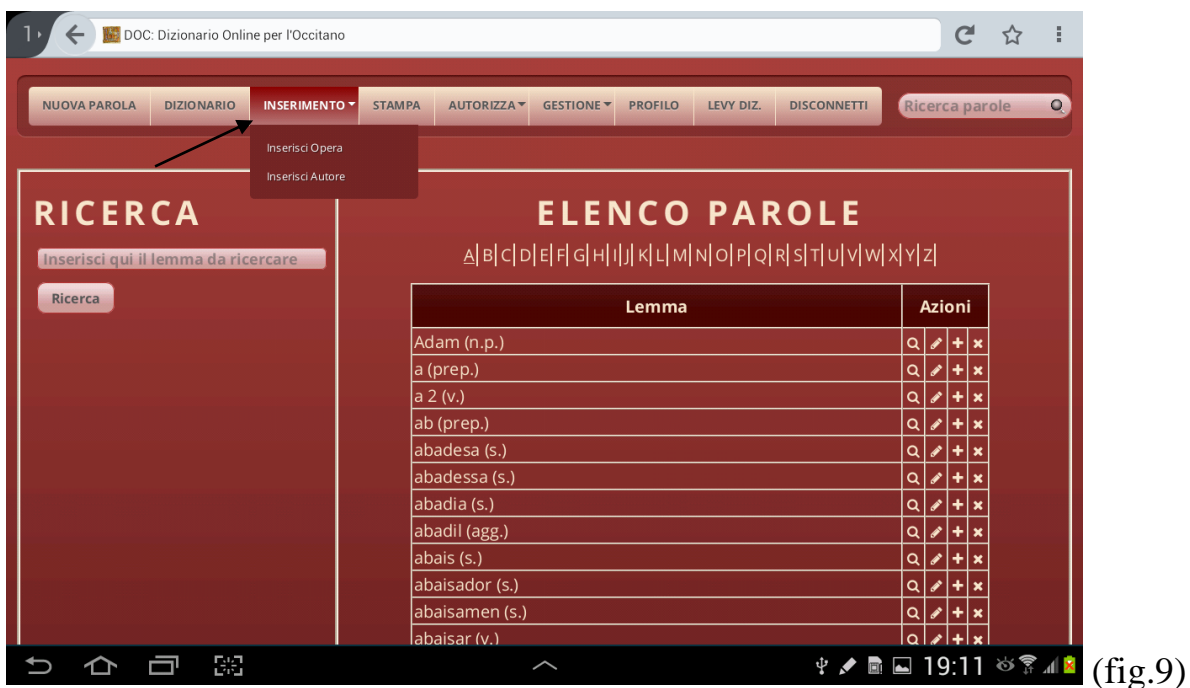 1
DOC: Dizionario Online per l'Occitano
NUOVA PAROLA DIZIONARIO INSERIMENTO STAMPA AUTORIZZA GESTIONE PROFILO LEVY DIZ. DISCONNETTI Ricerca parole
Inserisci Opera
Inserisci Autore
RICERCA
Inserisci qui il lemma da ricercare
Ricerca
ELENCO PAROLE
A|B|C|D|E|F|G|H|I|J|K|L|M|N|O|P|Q|R|S|T|U|V|W|X|Y|Z|
Lemma Azioni
Adam (n.p.)
a (prep.)
a 2 (v.)
ab (prep.)
abadesa (s.)
abadessa (s.)
abadia (s.)
abadil (agg.)
abais (s.)
abaisador (s.)
abaisamen (s.)
abaisar (v.)
19:11
(fig.9)